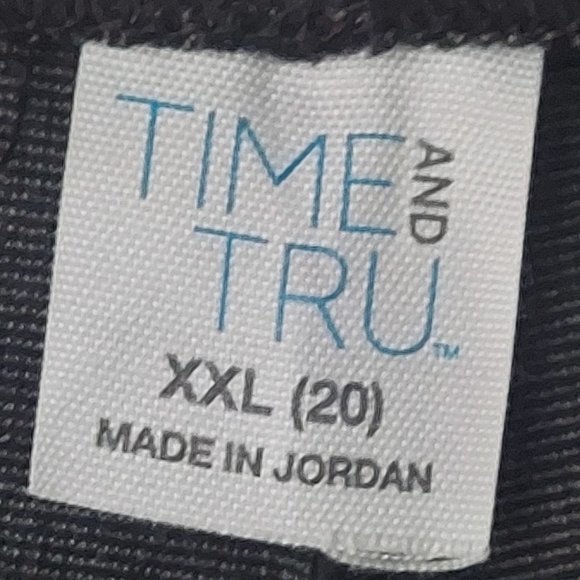 TIME AND
TRU™
XXL (20)
MADE IN JORDAN